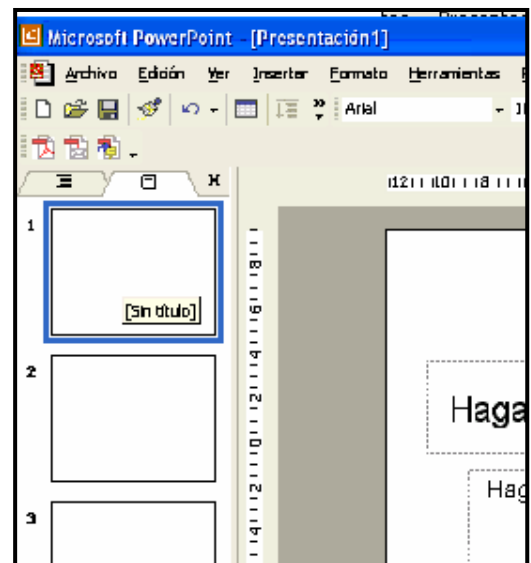 Microsoft PowerPoint - [Presentación1]
Archivo Edición Ver Insertar Formato Herramientas
Arial
1
[Sin título]
2
Haga
Hag
3